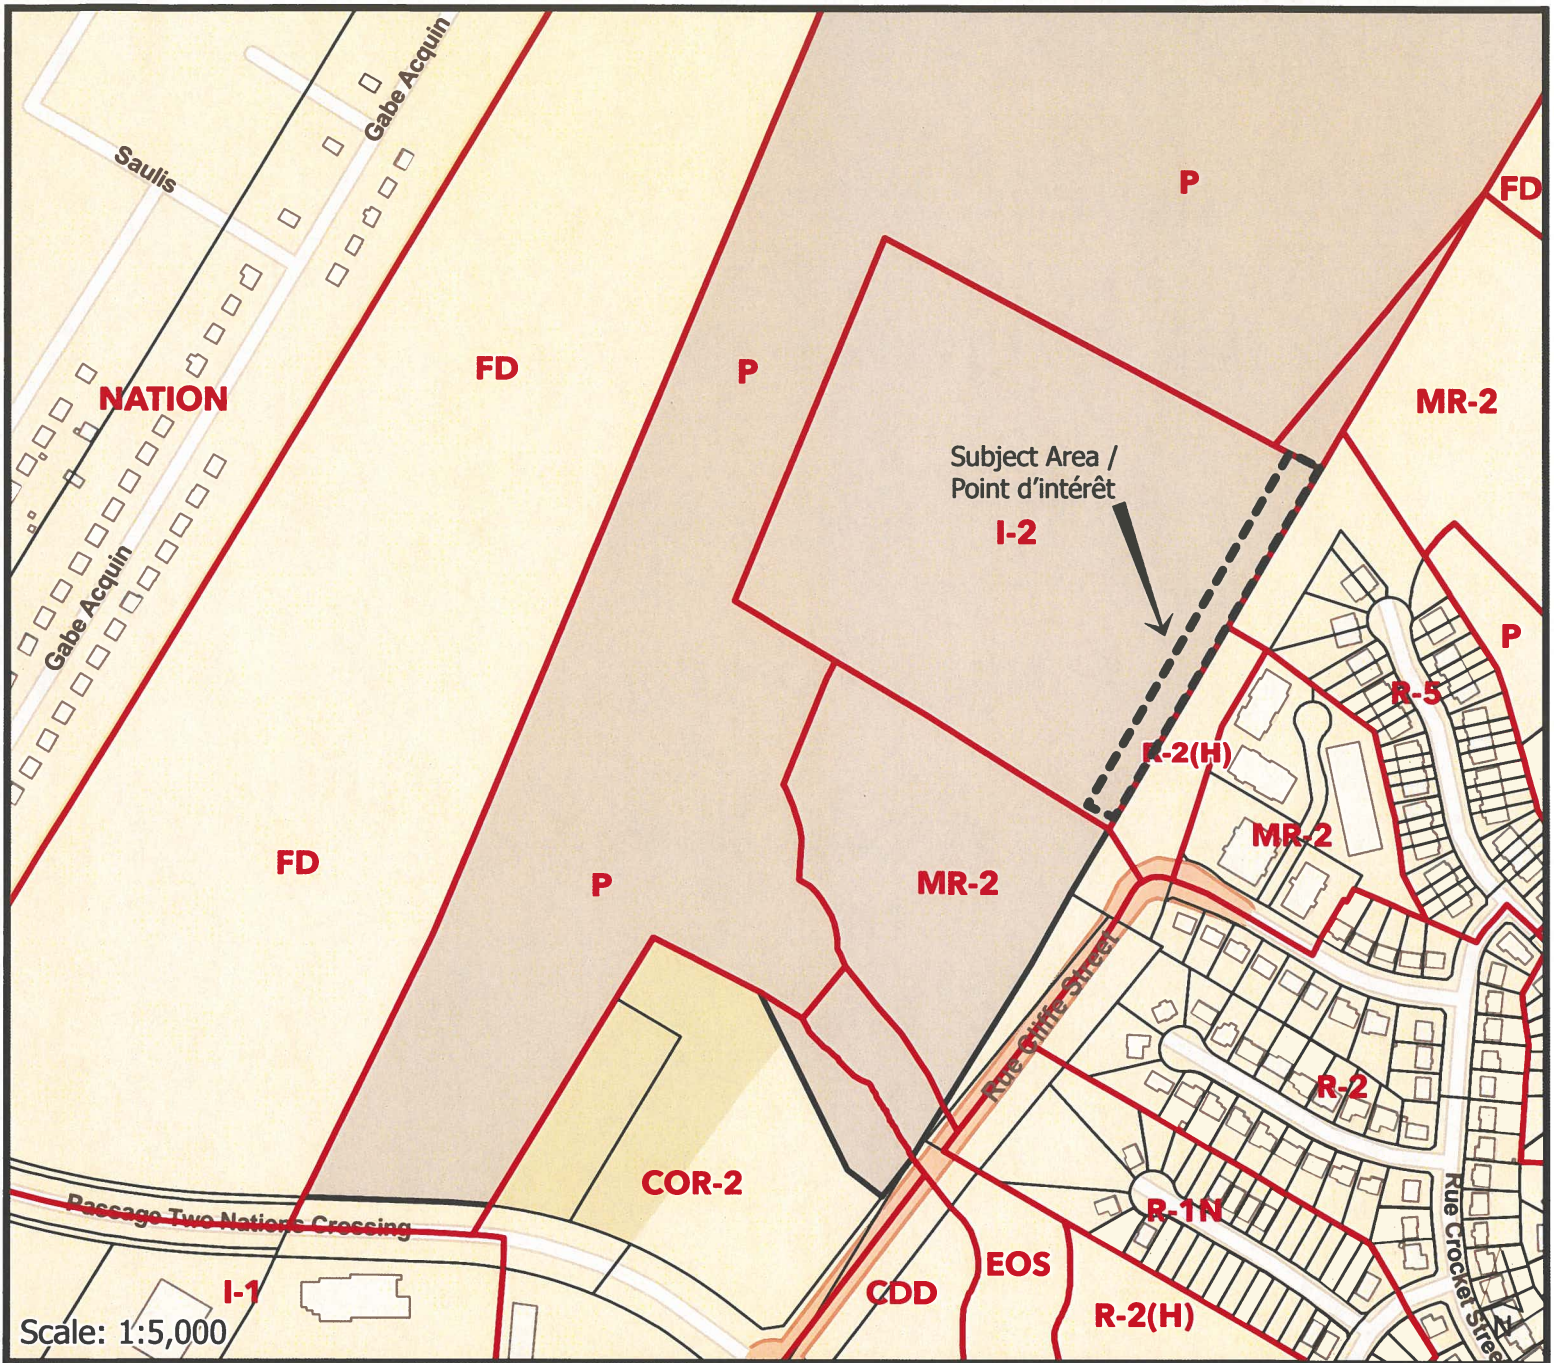 Gabe Acquin
Saulis
P
FD
FD
P
MR-2
NATION
Subject Area /
Point d'intérêt
I-2
Gabe Acquin
P
R-5
R-2(H)
MR-2
FD
P
MR-2
Rue Cliffe Street
R-2
COR-2
Passage Two Nations Crossing
R-1N
Rue Crocket Street
I-1
EOS
CDD
R-2(H)
Scale: 1:5,000